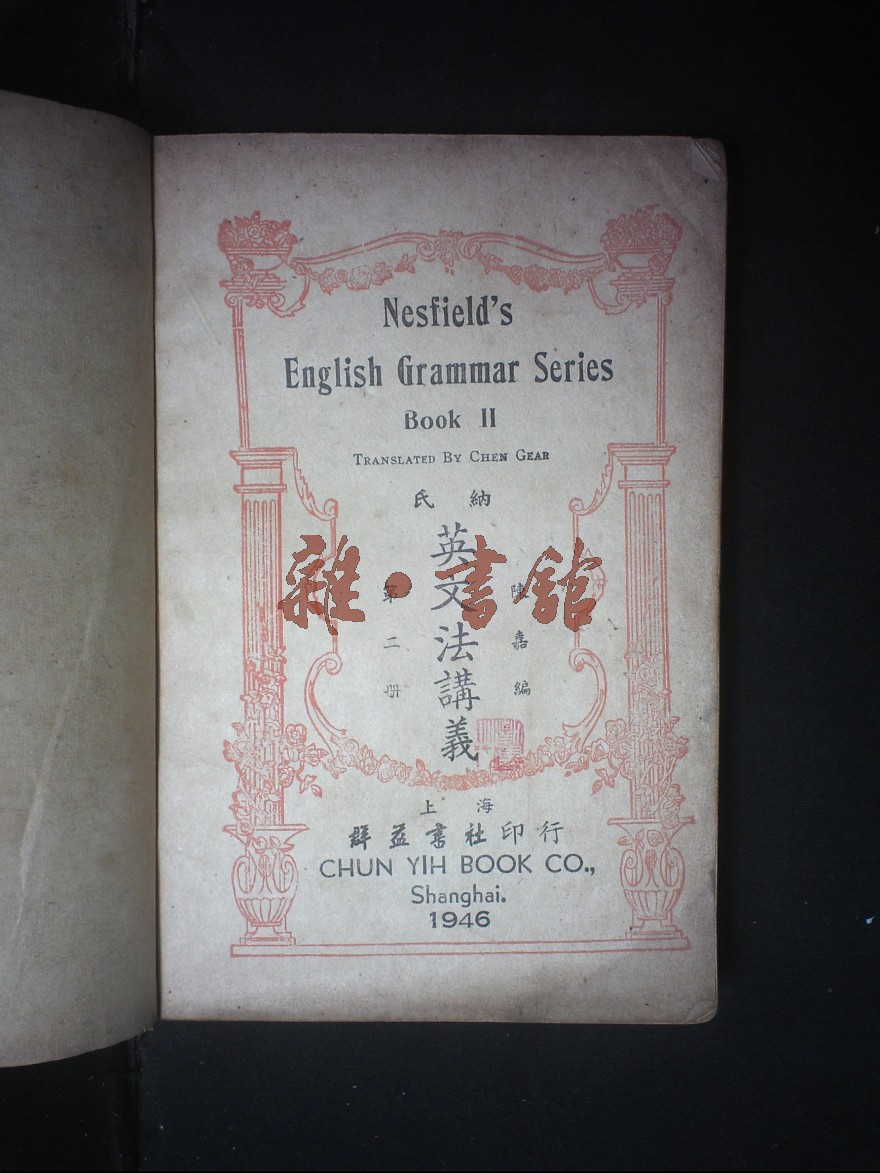 Nesfield's
English Grammar Series
Book II
TRANSLATED BY CHEN GEAR
納氏
英文法講義
陳嘉編
第二冊
雜·書館
上海
群益書社印行
CHUN YIH BOOK CO.,
Shanghai.
1946